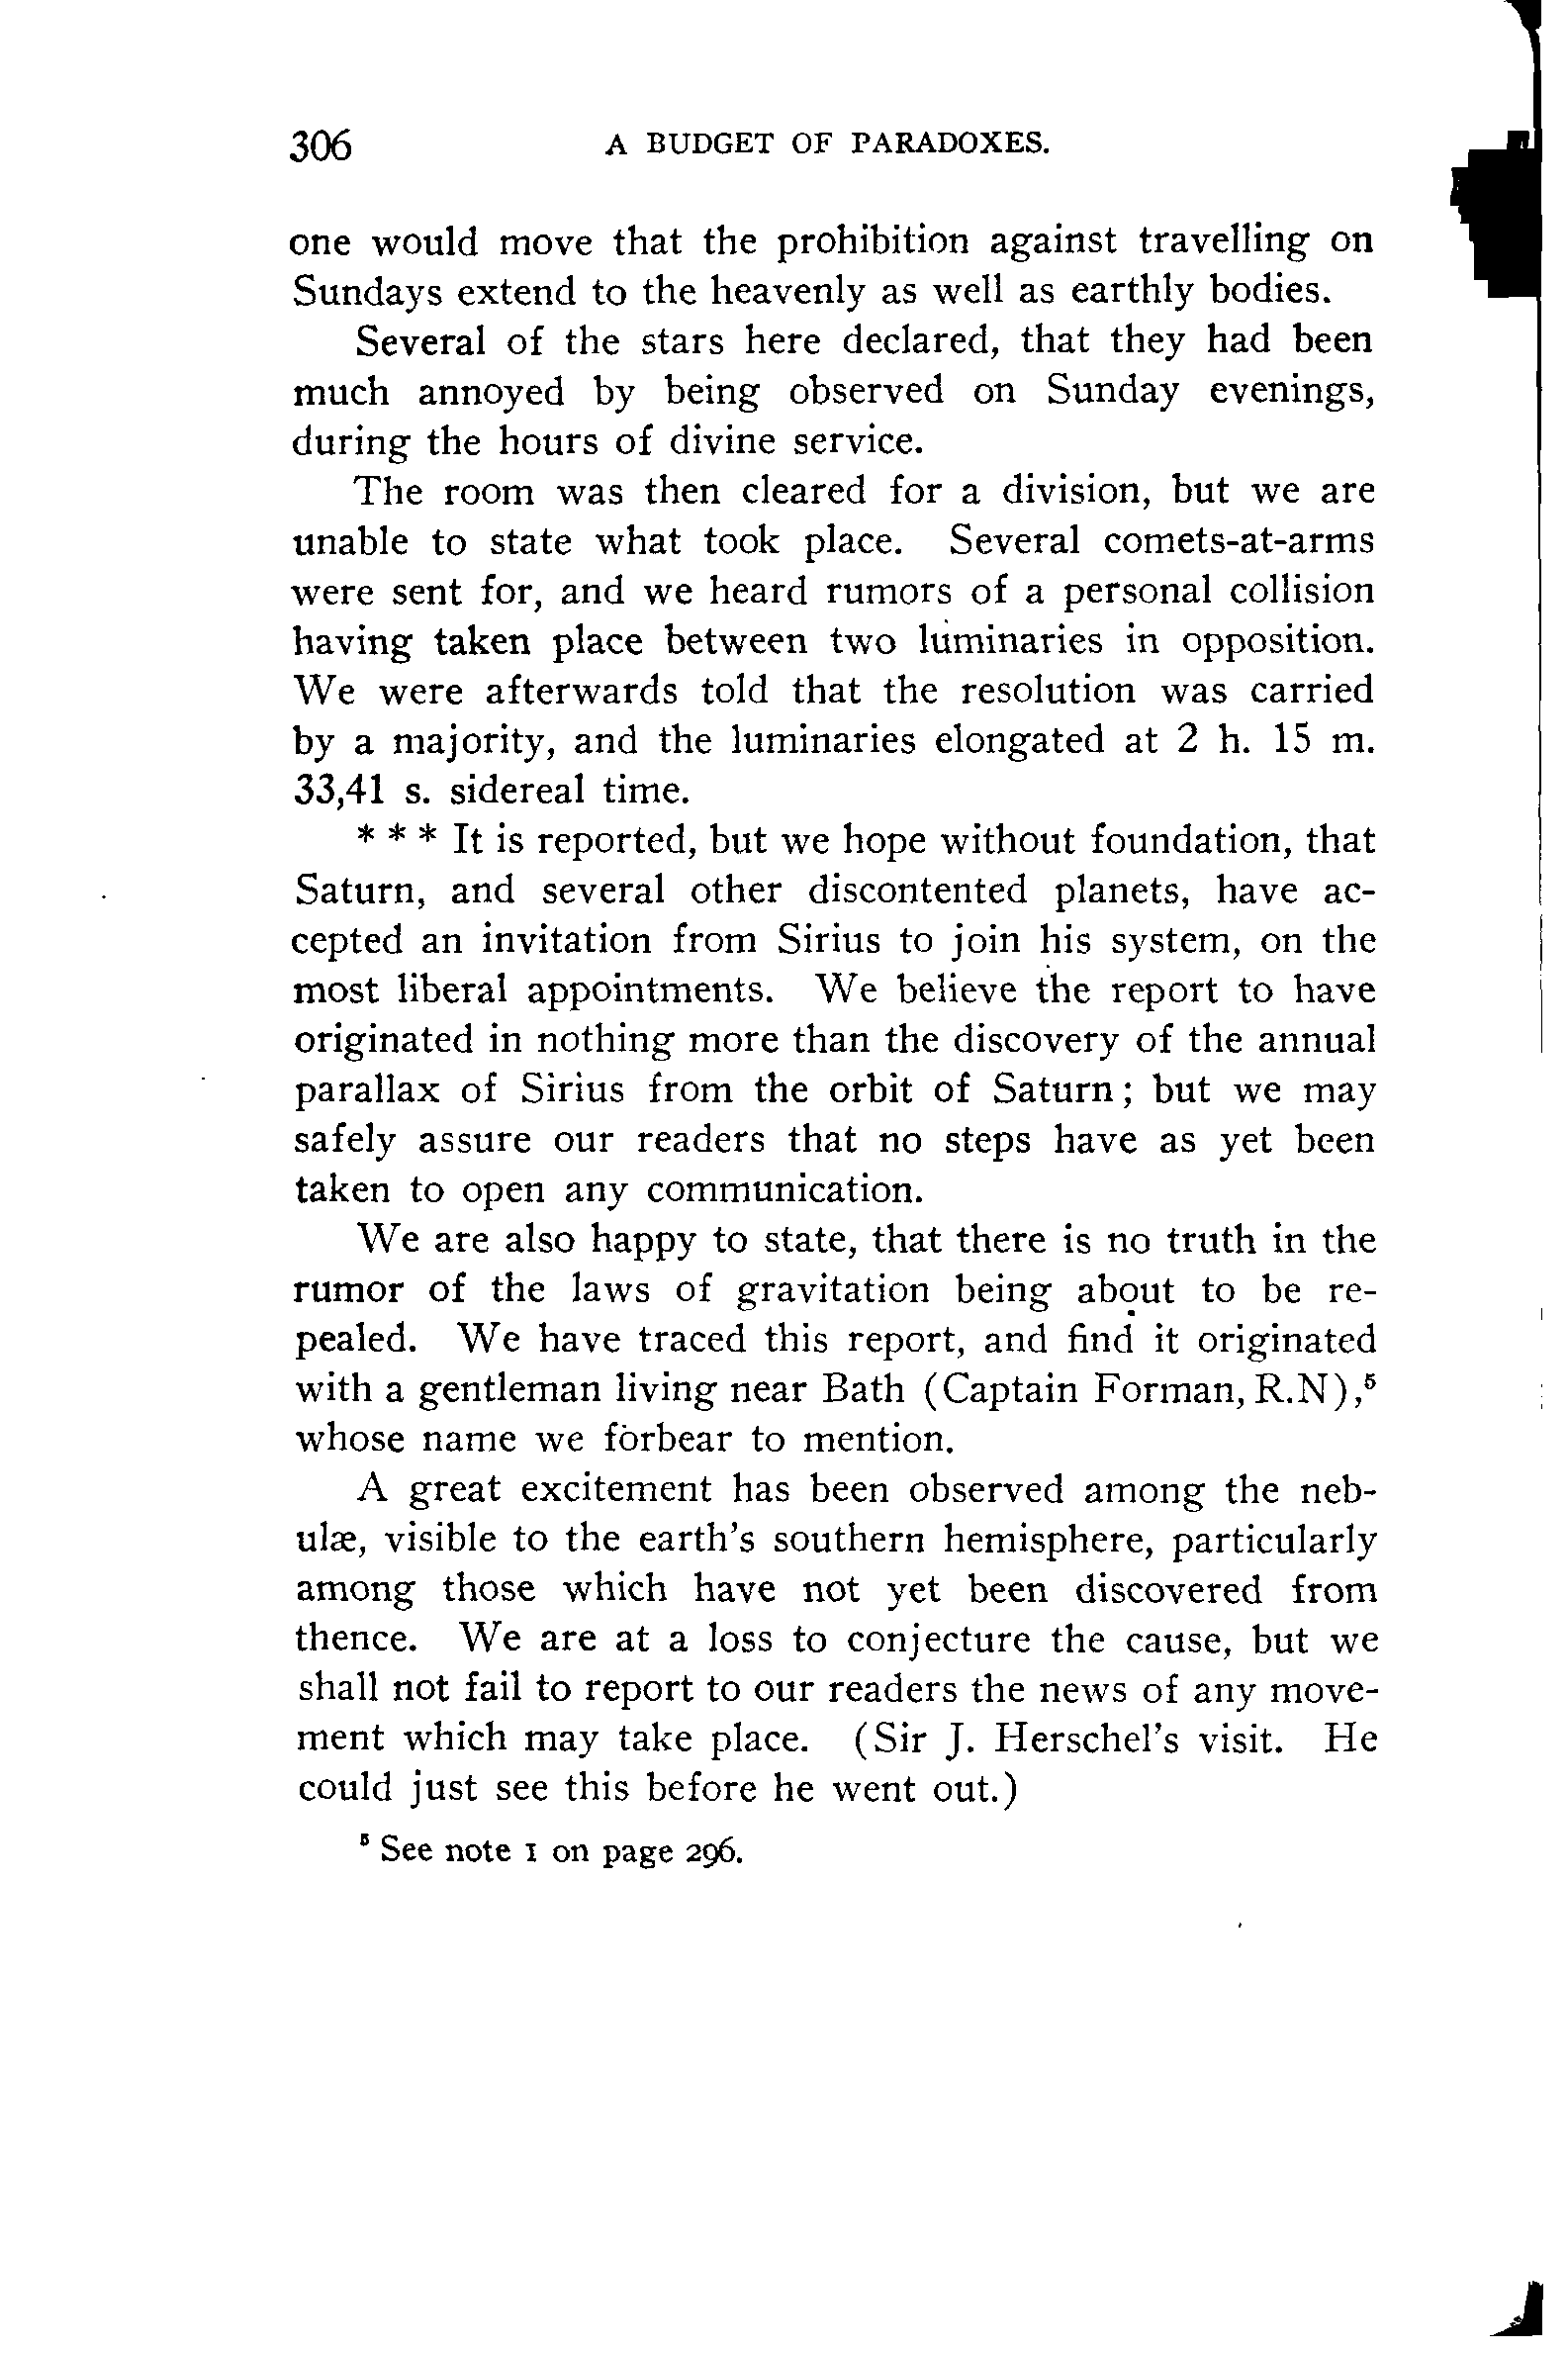 306 A BUDGET OF PARADOXES.
one would move that the prohibition against travelling on
Sundays extend to the heavenly as well as earthly bodies.
Several of the stars here declared, that they had been
much annoyed by being observed on Sunday evenings,
during the hours of divine service.
The room was then cleared for a division, but we are
unable to state what took place. Several comets-at-arms
were sent for, and we heard rumors of a personal collision
having taken place between two luminaries in opposition.
We were afterwards told that the resolution was carried
by a majority, and the luminaries elongated at 2 h. 15 m.
33,41 s. sidereal time.
* * * It is reported, but we hope without foundation, that
Saturn, and several other discontented planets, have ac-
cepted an invitation from Sirius to join his system, on the
most liberal appointments. We believe the report to have
originated in nothing more than the discovery of the annual
parallax of Sirius from the orbit of Saturn; but we may
safely assure our readers that no steps have as yet been
taken to open any communication.
We are also happy to state, that there is no truth in the
rumor of the laws of gravitation being about to be re-
pealed. We have traced this report, and find it originated
with a gentleman living near Bath (Captain Forman, R.N),⁵
whose name we forbear to mention.
A great excitement has been observed among the neb-
ulæ, visible to the earth's southern hemisphere, particularly
among those which have not yet been discovered from
thence. We are at a loss to conjecture the cause, but we
shall not fail to report to our readers the news of any move-
ment which may take place. (Sir J. Herschel's visit. He
could just see this before he went out.)
⁵ See note 1 on page 296.